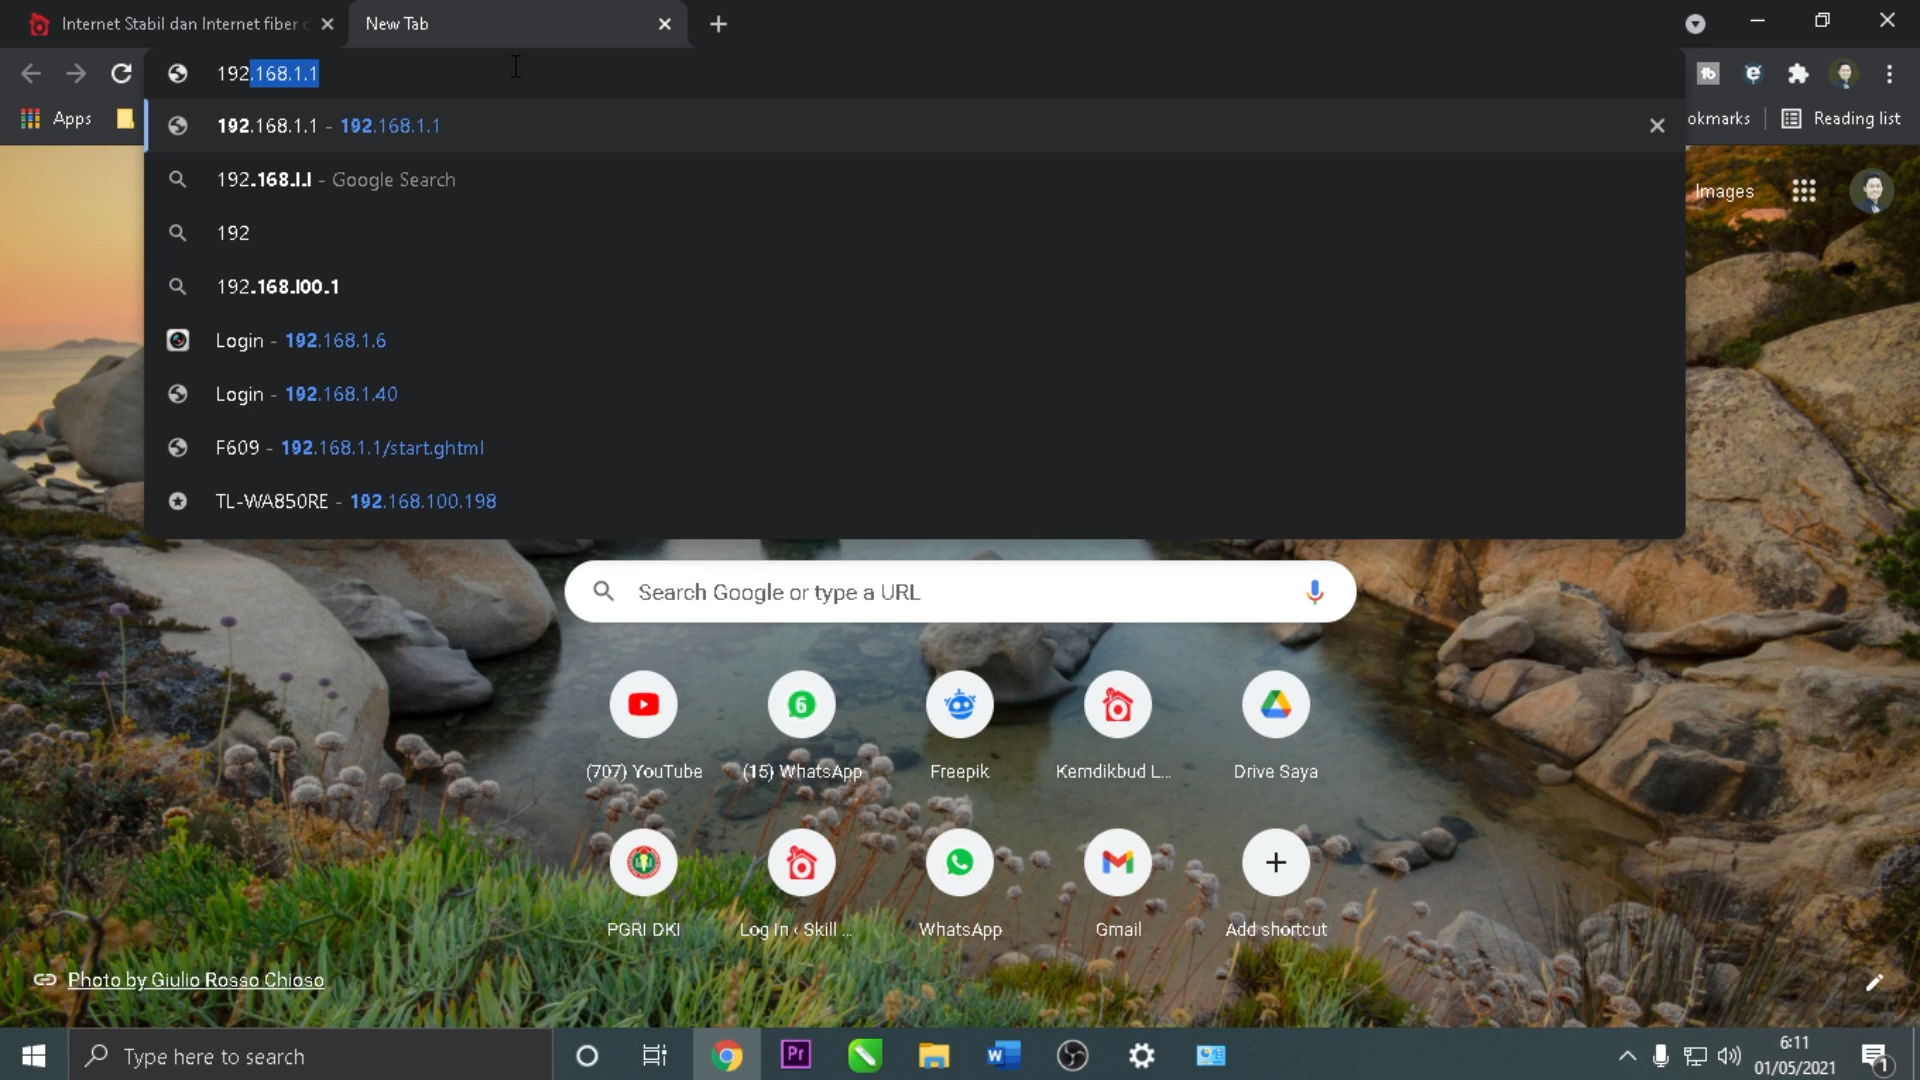 Internet Stabil dan Internet fiber
New Tab
192.168.1.1
Apps
okmarks
Reading list
192.168.1.1 - 192.168.1.1
192.168.l.l - Google Search
Images
192
192.168.l00.1
Login - 192.168.1.6
Login - 192.168.1.40
F609 - 192.168.1.1/start.ghtml
TL-WA850RE - 192.168.100.198
Search Google or type a URL
(707) YouTube
(15) WhatsApp
Freepik
Kemdikbud L...
Drive Saya
PGRI DKI
Log In ‹ Skill ...
WhatsApp
Gmail
Add shortcut
Photo by Giulio Rosso Chioso
Type here to search
6:11
01/05/2021
1